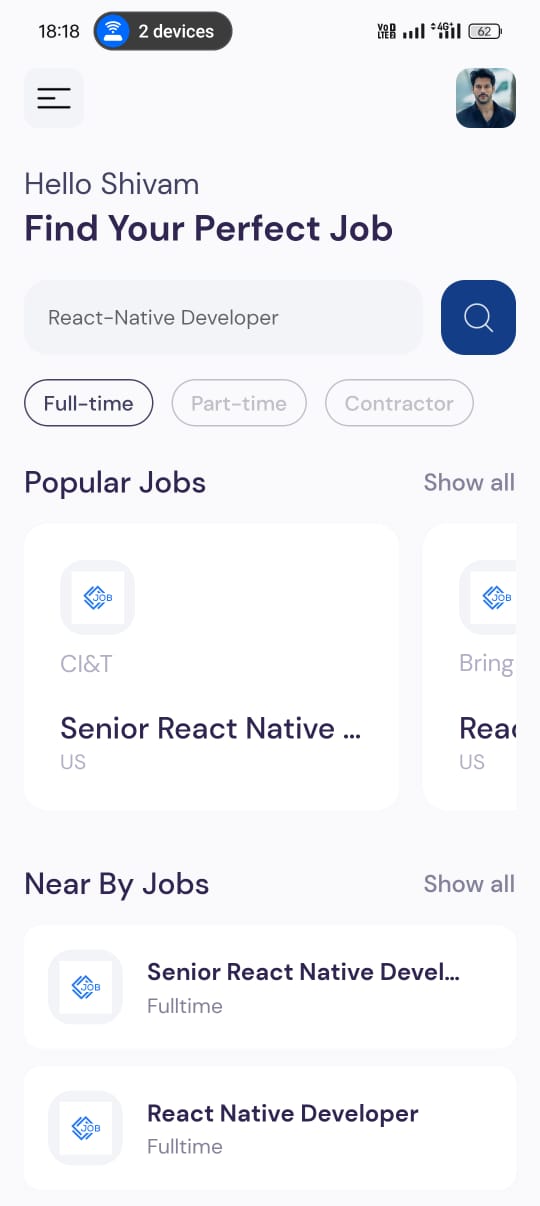 18:18 2 devices Vo LTE 4G+ 62
Hello Shivam
Find Your Perfect Job
React-Native Developer
Full-time Part-time Contractor
Popular Jobs Show all
JOB JOB
CI&T Bring
Senior React Native ... Reac
US US
Near By Jobs Show all
JOB
Senior React Native Devel...
Fulltime
JOB
React Native Developer
Fulltime